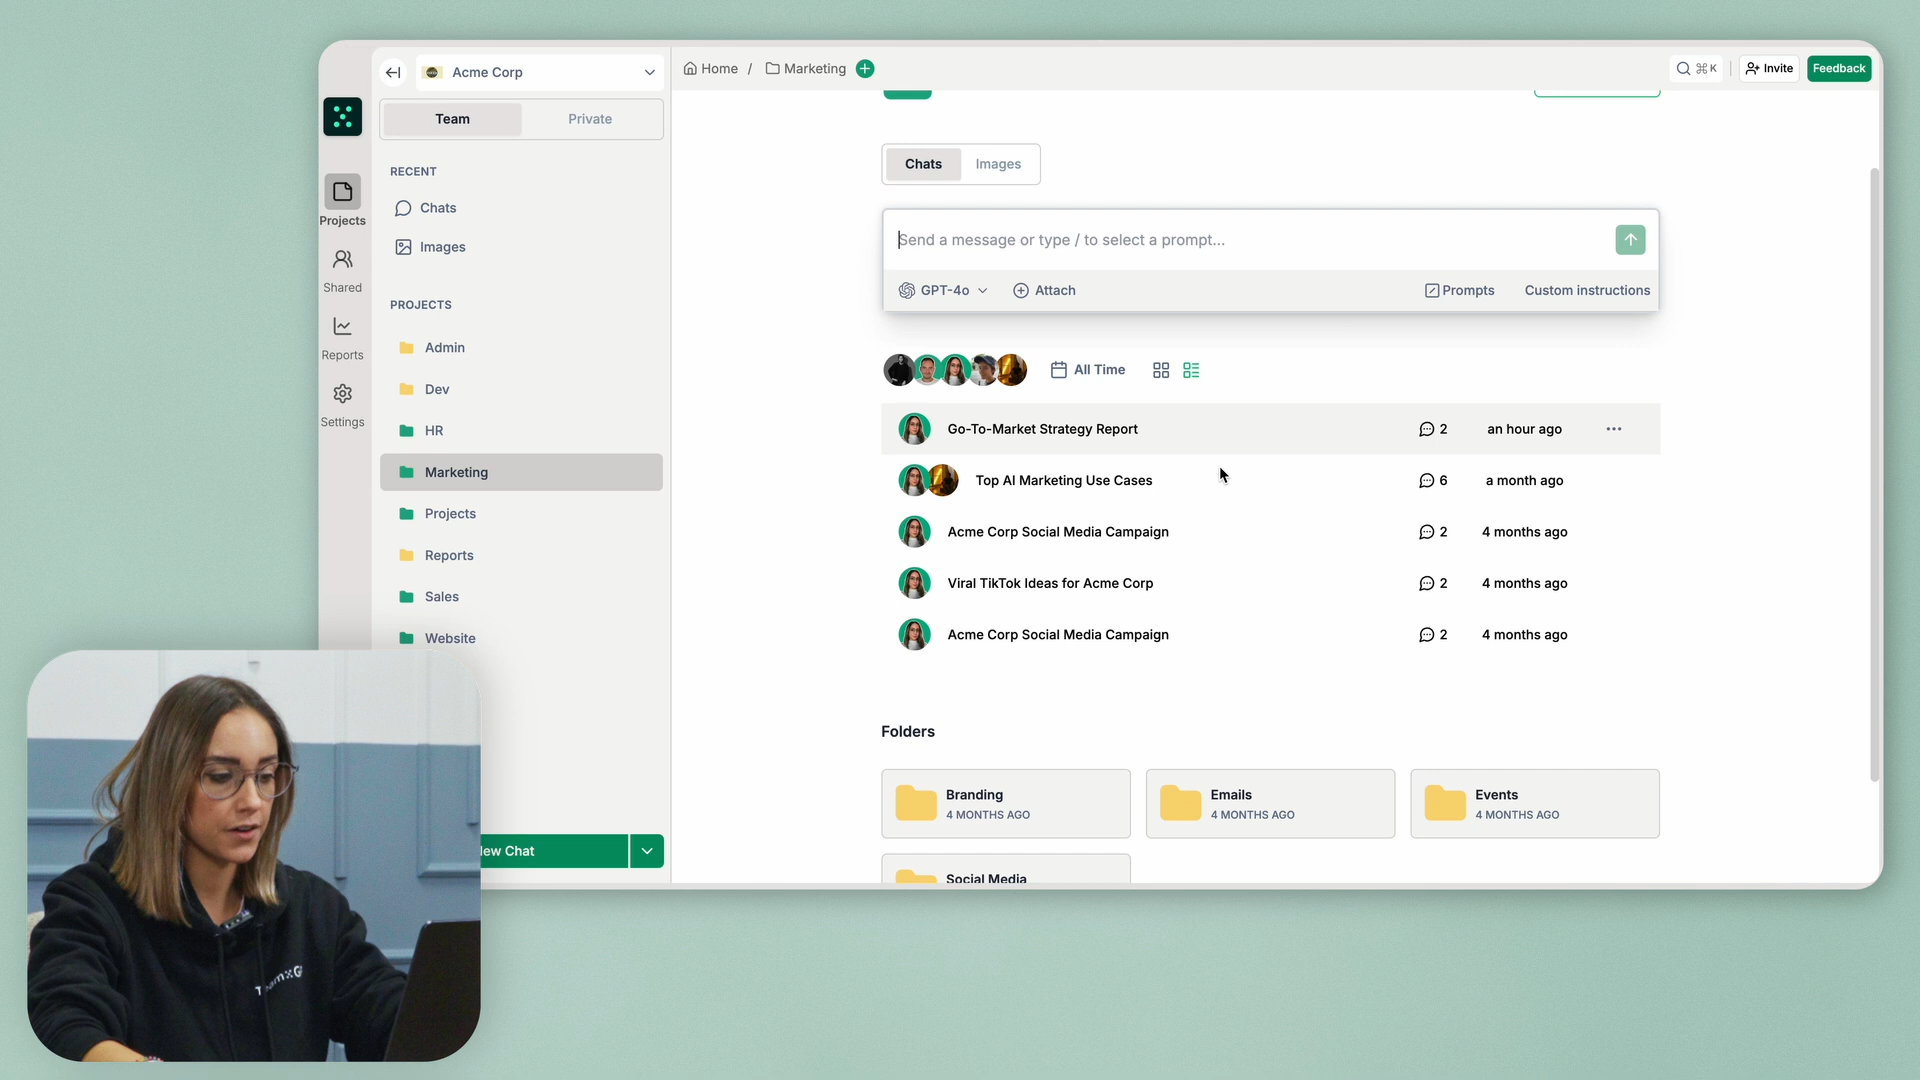 Acme Corp
Home / Marketing
⌘K
Invite
Feedback
Team
Private
RECENT
Chats
Images
Projects
Shared
Reports
Settings
PROJECTS
Admin
Dev
HR
Marketing
Projects
Reports
Sales
Website
Chats
Images
Send a message or type / to select a prompt...
GPT-4o
Attach
Prompts
Custom instructions
All Time
Go-To-Market Strategy Report 2 an hour ago
Top AI Marketing Use Cases 6 a month ago
Acme Corp Social Media Campaign 2 4 months ago
Viral TikTok Ideas for Acme Corp 2 4 months ago
Acme Corp Social Media Campaign 2 4 months ago
Folders
Branding
4 MONTHS AGO
Emails
4 MONTHS AGO
Events
4 MONTHS AGO
Social Media
Chat